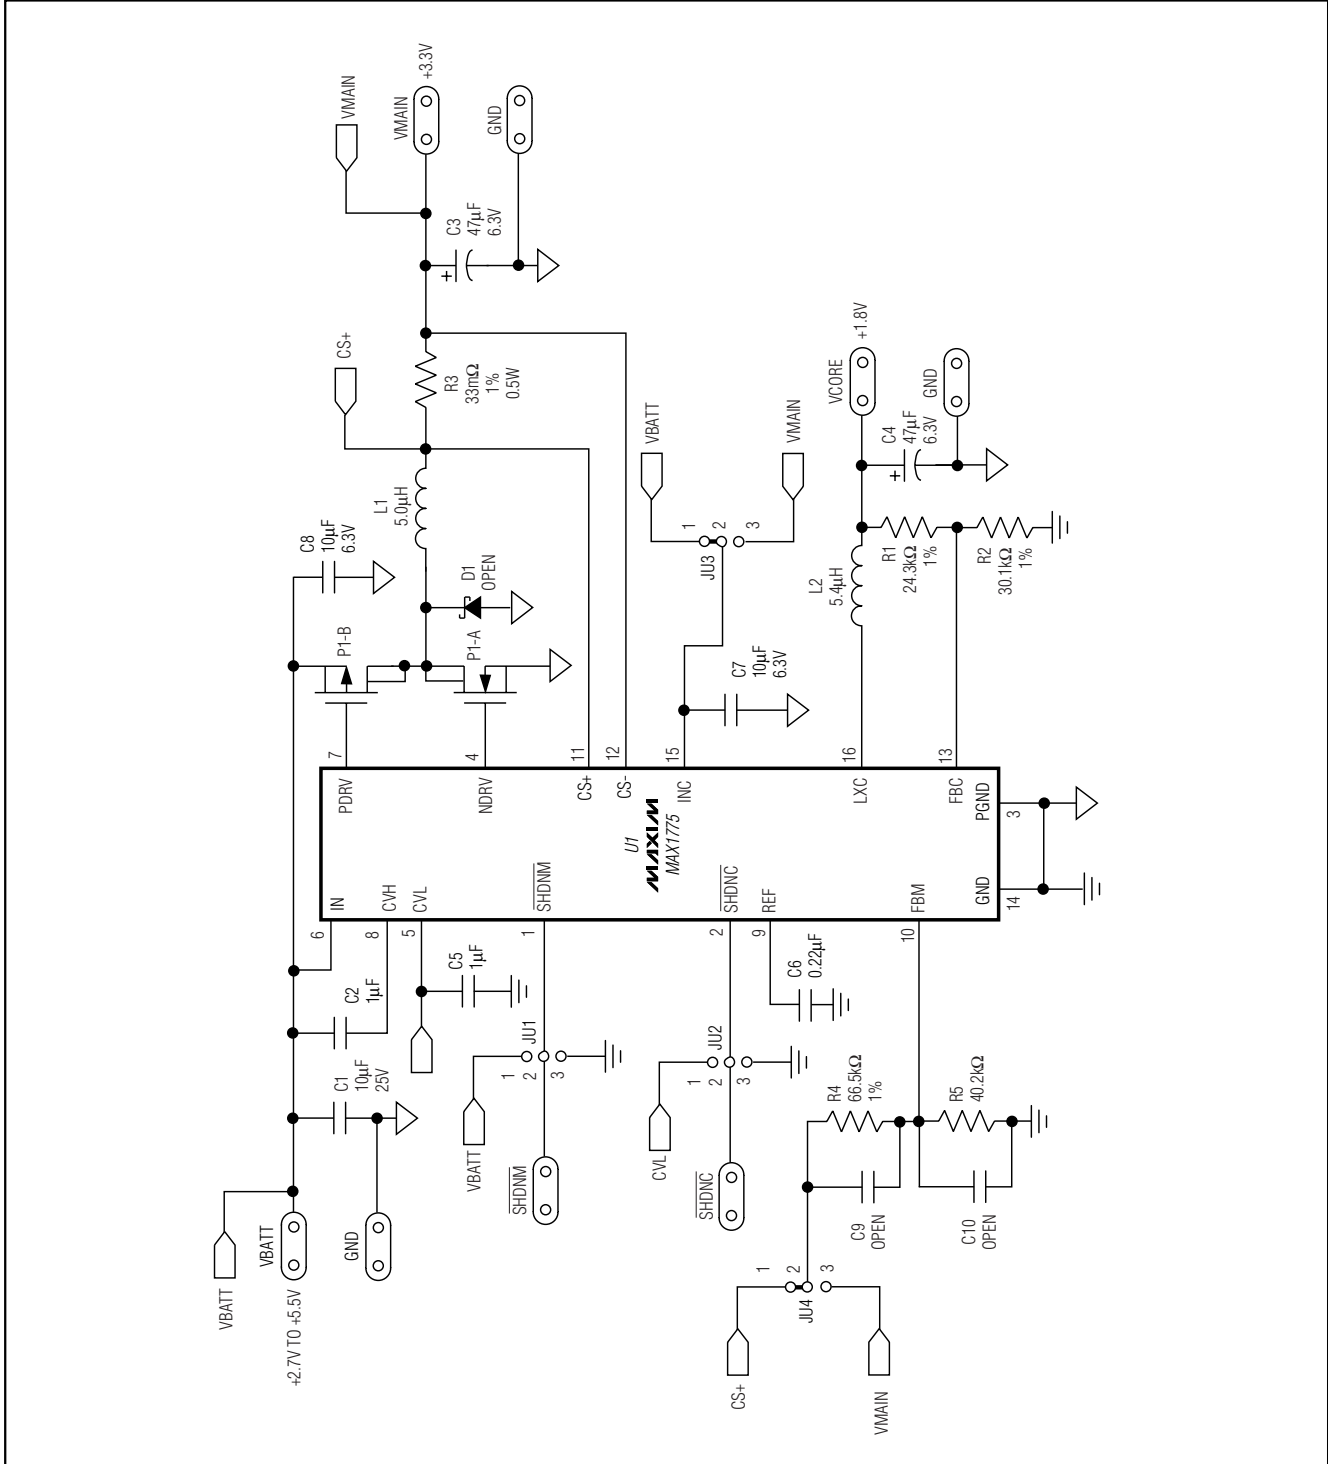 VBATT
VBATT
+2.7V TO +5.5V
GND
C1
10µF
25V
C2
1µF
C5
1µF
VBATT
JU1
1
2
3
SHDNM
CVL
JU2
1
2
3
SHDNC
C6
0.22µF
CS+
JU4
1
2
3
VMAIN
C9
OPEN
R4
66.5kΩ
1%
C10
OPEN
R5
40.2kΩ
6
IN
8
CVH
5
CVL
1
SHDNM
2
SHDNC
9
REF
10
FBM
U1
MAXIM
MAX1775
14
GND
3
PGND
PDRV
7
NDRV
4
CS+
11
CS-
12
INC
15
LXC
16
FBC
13
P1-B
P1-A
C8
10µF
6.3V
D1
OPEN
L1
5.0µH
CS+
R3
33mΩ
1%
0.5W
VMAIN
VMAIN
+3.3V
C3
47µF
6.3V
+
GND
C7
10µF
6.3V
JU3
1
2
3
VBATT
VMAIN
L2
5.4µH
R1
24.3kΩ
1%
R2
30.1kΩ
1%
C4
47µF
6.3V
+
VCORE
+1.8V
GND